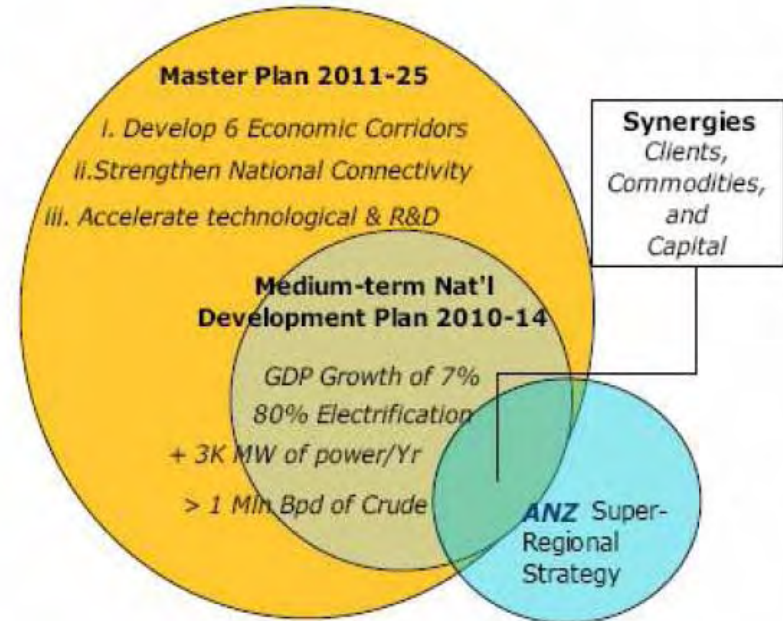 Master Plan 2011-25
i. Develop 6 Economic Corridors
ii.Strengthen National Connectivity
iii. Accelerate technological & R&D
Medium-term Nat'l
Development Plan 2010-14
GDP Growth of 7%
80% Electrification
+ 3K MW of power/Yr
> 1 Mln Bpd of Crude
Synergies
Clients,
Commodities,
and
Capital
ANZ Super-
Regional
Strategy